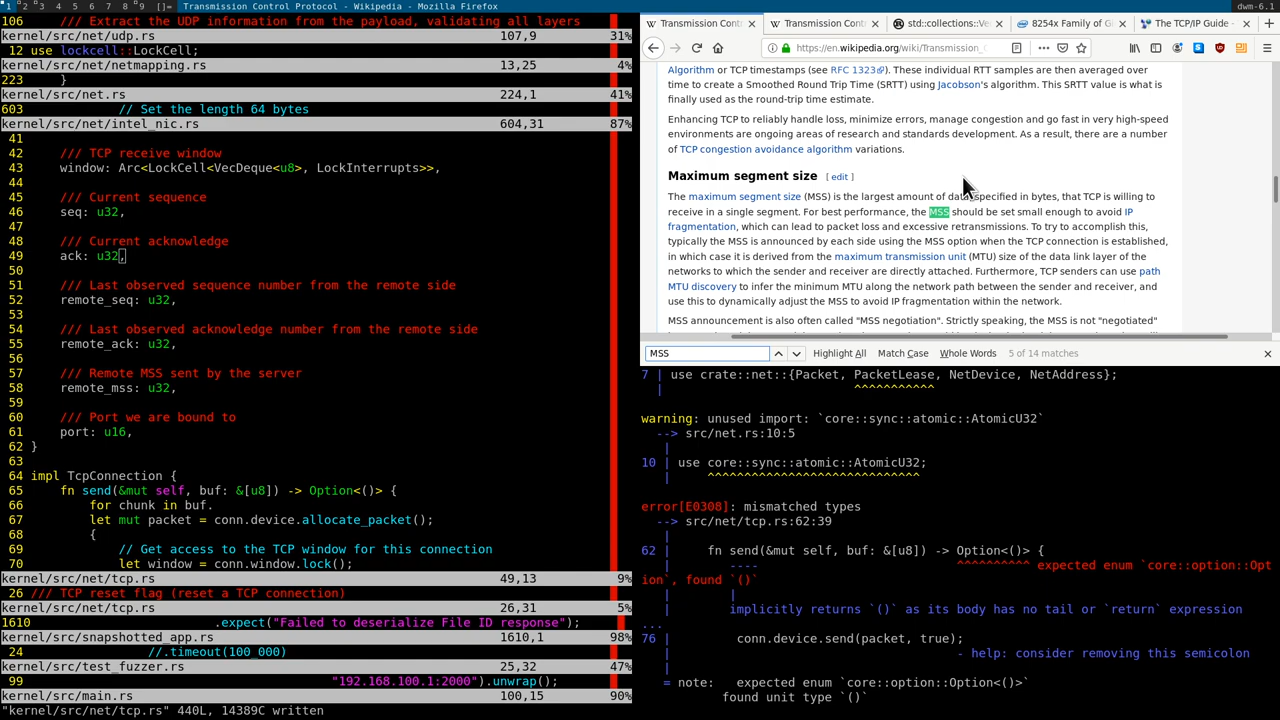 1 2 3 4 5 6 7 8 9 []= Transmission Control Protocol - Wikipedia - Mozilla Firefox dwm-6.1
106     /// Extract the UDP information from the payload, validating all layers
kernel/src/net/udp.rs 107,9 31%
12 use lockcell::LockCell;
kernel/src/net/netmapping.rs 13,25 4%
223     }
kernel/src/net.rs 224,1 41%
603             // Set the length 64 bytes
kernel/src/net/intel_nic.rs 604,31 87%
41
42     /// TCP receive window
43     window: Arc<LockCell<VecDeque<u8>, LockInterrupts>>,
44
45     /// Current sequence
46     seq: u32,
47
48     /// Current acknowledge
49     ack: u32,
50
51     /// Last observed sequence number from the remote side
52     remote_seq: u32,
53
54     /// Last observed acknowledge number from the remote side
55     remote_ack: u32,
56
57     /// Remote MSS sent by the server
58     remote_mss: u32,
59
60     /// Port we are bound to
61     port: u16,
62 }
63
64 impl TcpConnection {
65     fn send(&mut self, buf: &[u8]) -> Option<()> {
66         for chunk in buf.
67         let mut packet = conn.device.allocate_packet();
68         {
69             // Get access to the TCP window for this connection
70             let window = conn.window.lock();
kernel/src/net/tcp.rs 49,13 9%
26 /// TCP reset flag (reset a TCP connection)
kernel/src/net/tcp.rs 26,31 5%
1610                         .expect("Failed to deserialize File ID response");
kernel/src/snapshotted_app.rs 1610,1 98%
24                 //.timeout(100_000)
kernel/src/test_fuzzer.rs 25,32 47%
99                                         "192.168.100.1:2000").unwrap();
kernel/src/main.rs 100,15 90%
"kernel/src/net/tcp.rs" 440L, 14389C written
Transmission Contr Transmission Cont std::collections::Ve 8254x Family of Gi The TCP/IP Guide -
https://en.wikipedia.org/wiki/Transmission_
Algorithm or TCP timestamps (see RFC 1323). These individual RTT samples are then averaged over
time to create a Smoothed Round Trip Time (SRTT) using Jacobson's algorithm. This SRTT value is what is
finally used as the round-trip time estimate.
Enhancing TCP to reliably handle loss, minimize errors, manage congestion and go fast in very high-speed
environments are ongoing areas of research and standards development. As a result, there are a number
of TCP congestion avoidance algorithm variations.
Maximum segment size [ edit ]
The maximum segment size (MSS) is the largest amount of data, specified in bytes, that TCP is willing to
receive in a single segment. For best performance, the MSS should be set small enough to avoid IP
fragmentation, which can lead to packet loss and excessive retransmissions. To try to accomplish this,
typically the MSS is announced by each side using the MSS option when the TCP connection is established,
in which case it is derived from the maximum transmission unit (MTU) size of the data link layer of the
networks to which the sender and receiver are directly attached. Furthermore, TCP senders can use path
MTU discovery to infer the minimum MTU along the network path between the sender and receiver, and
use this to dynamically adjust the MSS to avoid IP fragmentation within the network.
MSS announcement is also often called "MSS negotiation". Strictly speaking, the MSS is not "negotiated"
MSS Highlight All Match Case Whole Words 5 of 14 matches
7 | use crate::net::{Packet, PacketLease, NetDevice, NetAddress};
  |                          ^^^^^^^^^^^
warning: unused import: `core::sync::atomic::AtomicU32`
  --> src/net.rs:10:5
   |
10 | use core::sync::atomic::AtomicU32;
   |     ^^^^^^^^^^^^^^^^^^^^^^^^^^^^^
error[E0308]: mismatched types
  --> src/net/tcp.rs:62:39
   |
62 |     fn send(&mut self, buf: &[u8]) -> Option<()> {
   |        ----                           ^^^^^^^^^^ expected enum `core::option::Opt
ion`, found `()`
   |        |
   |        implicitly returns `()` as its body has no tail or `return` expression
...
76 |         conn.device.send(packet, true);
   |                                       - help: consider removing this semicolon
   |
   = note:   expected enum `core::option::Option<()>`
           found unit type `()`